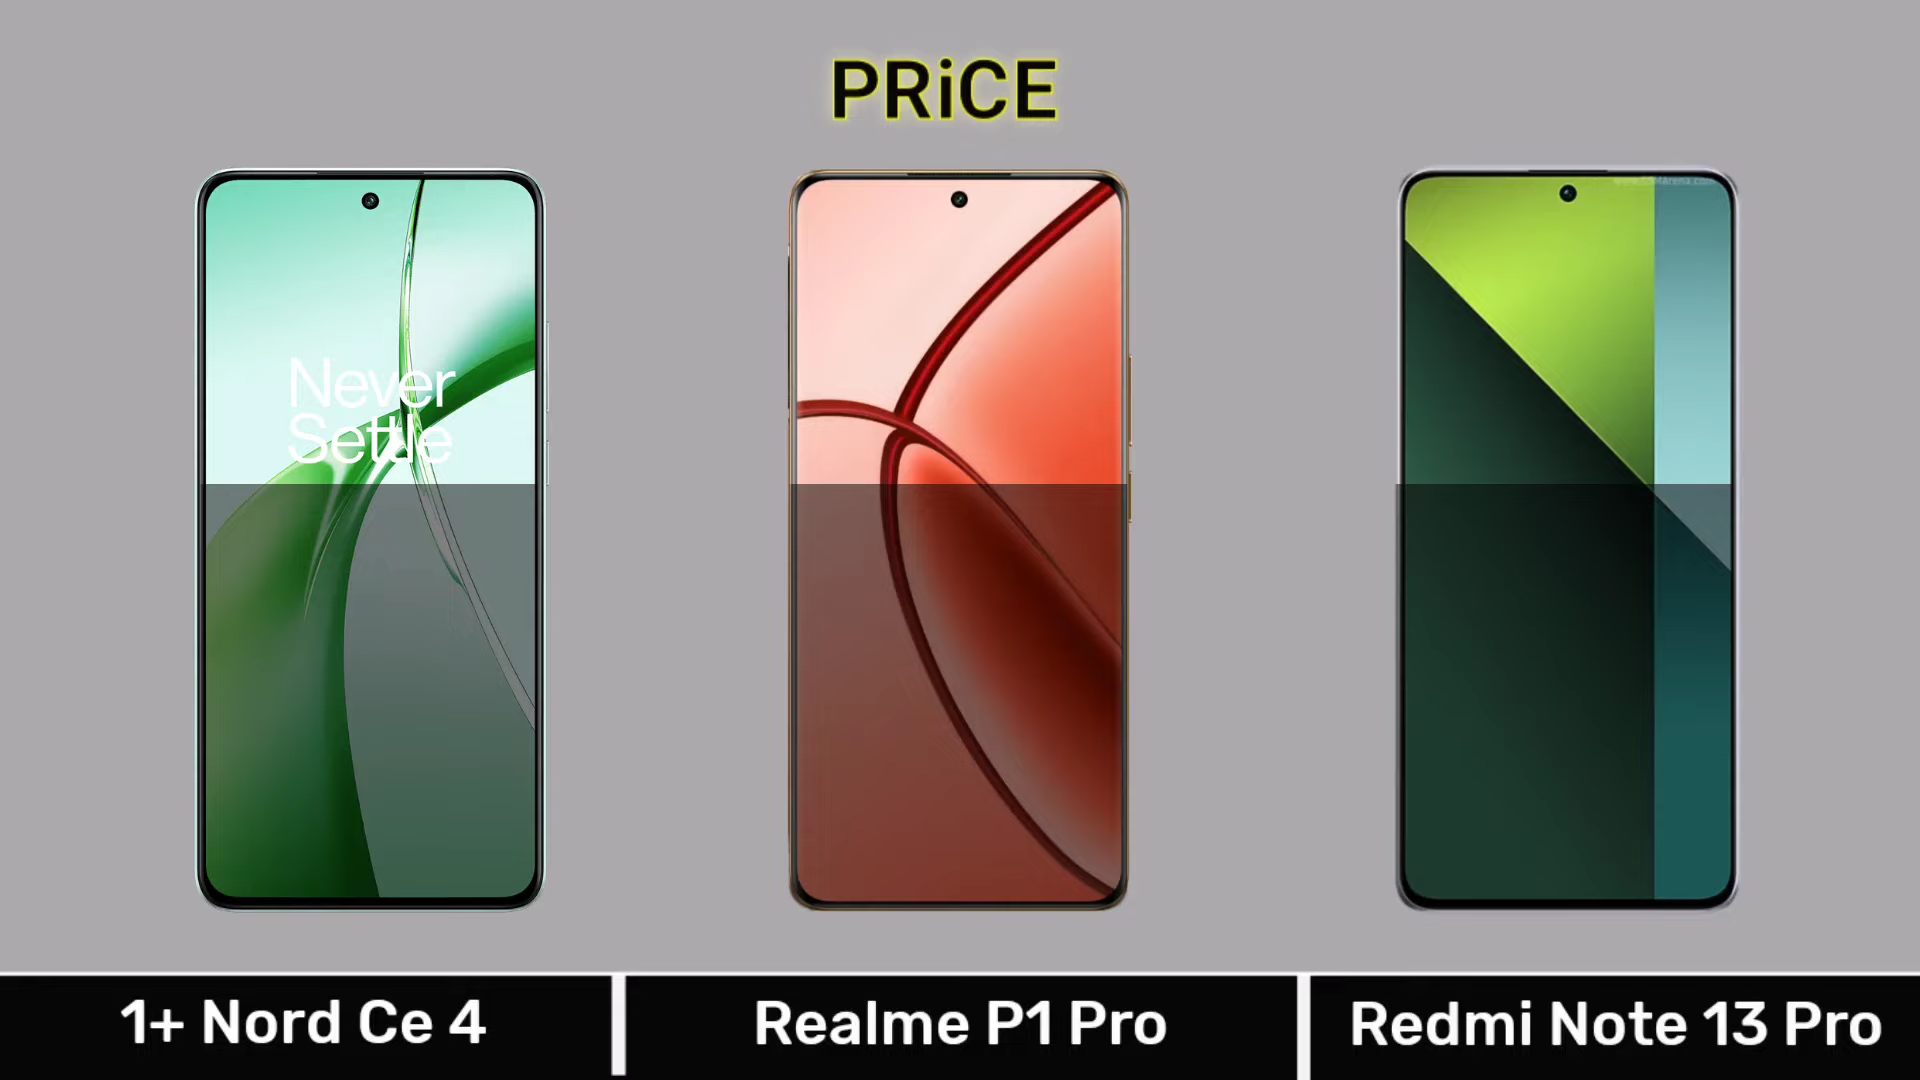 PRiCE
Never
Settle
1+ Nord Ce 4
Realme P1 Pro
Redmi Note 13 Pro